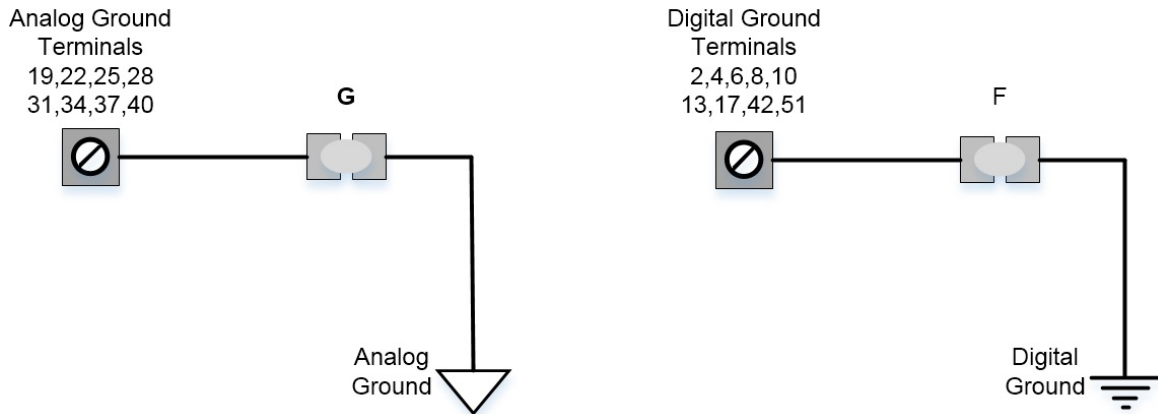 Analog Ground
Terminals
19,22,25,28
31,34,37,40
G
Analog
Ground
Digital Ground
Terminals
2,4,6,8,10
13,17,42,51
F
Digital
Ground